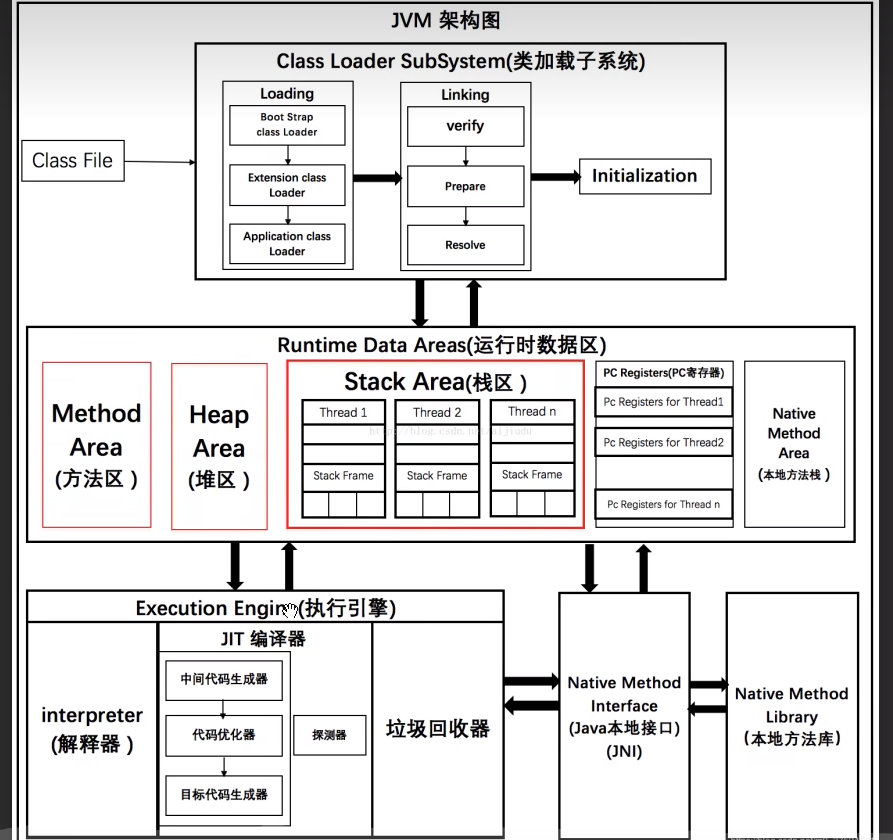 JVM 架构图
Class Loader SubSystem(类加载子系统)
Loading
Boot Strap
class Loader
Extension class
Loader
Application class
Loader
Linking
verify
Prepare
Resolve
Class File
Initialization
Runtime Data Areas(运行时数据区)
Method
Area
(方法区 )
Heap
Area
(堆区 )
Stack Area(栈区 )
Thread 1
Thread 2
Thread n
Stack Frame
Stack Frame
Stack Frame
PC Registers(PC寄存器)
Pc Registers for Thread1
Pc Registers for Thread2
Pc Registers for Thread n
Native
Method
Area
(本地方法栈 )
Execution Engin (执行引擎)
interpreter
(解释器 )
JIT 编译器
中间代码生成器
代码优化器
目标代码生成器
探测器
垃圾回收器
Native Method
Interface
(Java本地接口)
(JNI)
Native Method
Library
(本地方法库)